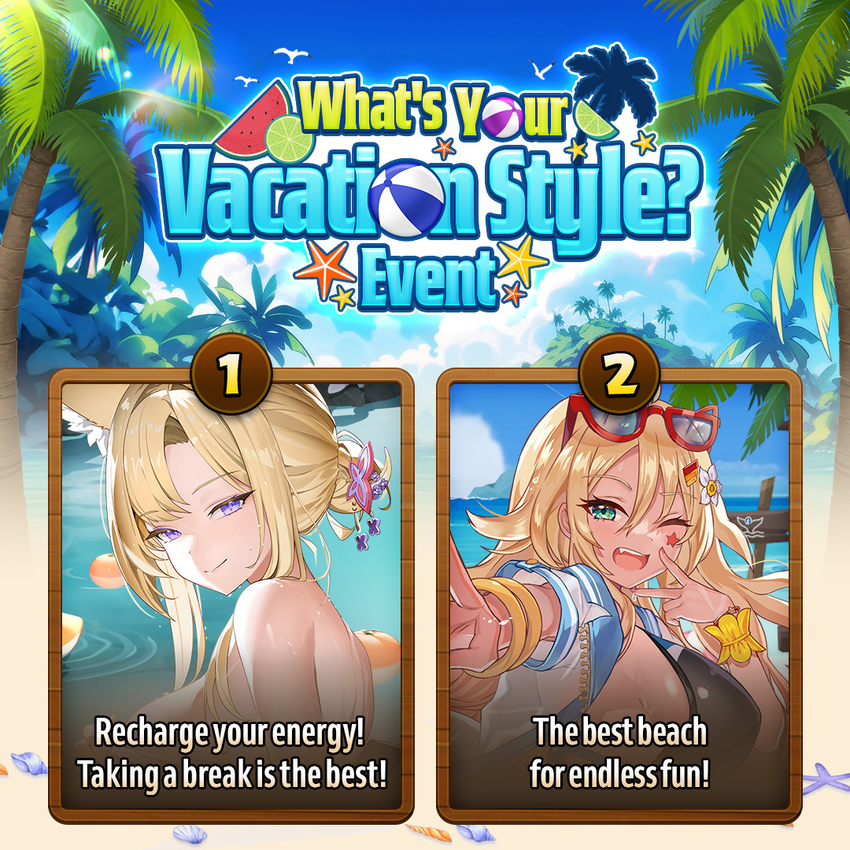 What's Your
Vacation Style?
Event
1
2
Recharge your energy!
Taking a break is the best!
The best beach
for endless fun!